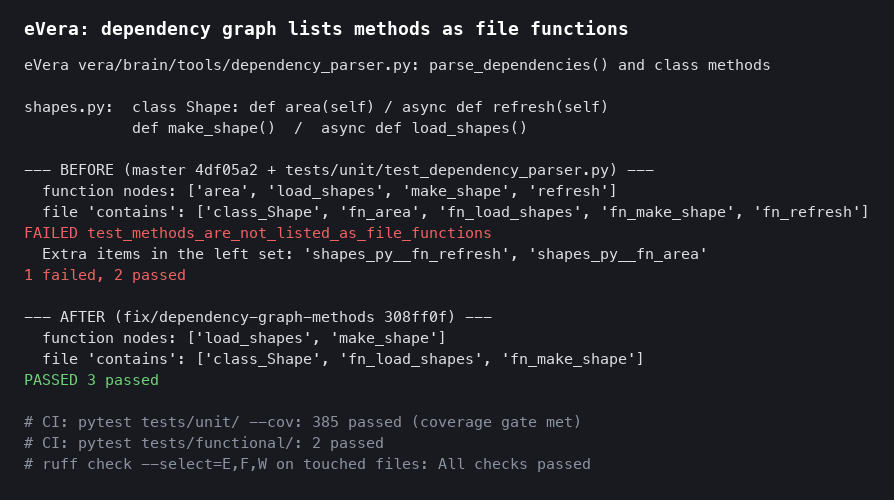 eVera: dependency graph lists methods as file functions
eVera vera/brain/tools/dependency_parser.py: parse_dependencies() and class methods
shapes.py:  class Shape: def area(self) / async def refresh(self)
def make_shape()  /  async def load_shapes()
––– BEFORE (master 4df05a2 + tests/unit/test_dependency_parser.py) –––
function nodes: ['area', 'load_shapes', 'make_shape', 'refresh']
file 'contains': ['class_Shape', 'fn_area', 'fn_load_shapes', 'fn_make_shape', 'fn_refresh']
FAILED test_methods_are_not_listed_as_file_functions
Extra items in the left set: 'shapes_py__fn_refresh', 'shapes_py__fn_area'
1 failed, 2 passed
––– AFTER (fix/dependency-graph-methods 308ff0f) –––
function nodes: ['load_shapes', 'make_shape']
file 'contains': ['class_Shape', 'fn_load_shapes', 'fn_make_shape']
PASSED 3 passed
# CI: pytest tests/unit/ --cov: 385 passed (coverage gate met)
# CI: pytest tests/functional/: 2 passed
# ruff check --select=E,F,W on touched files: All checks passed